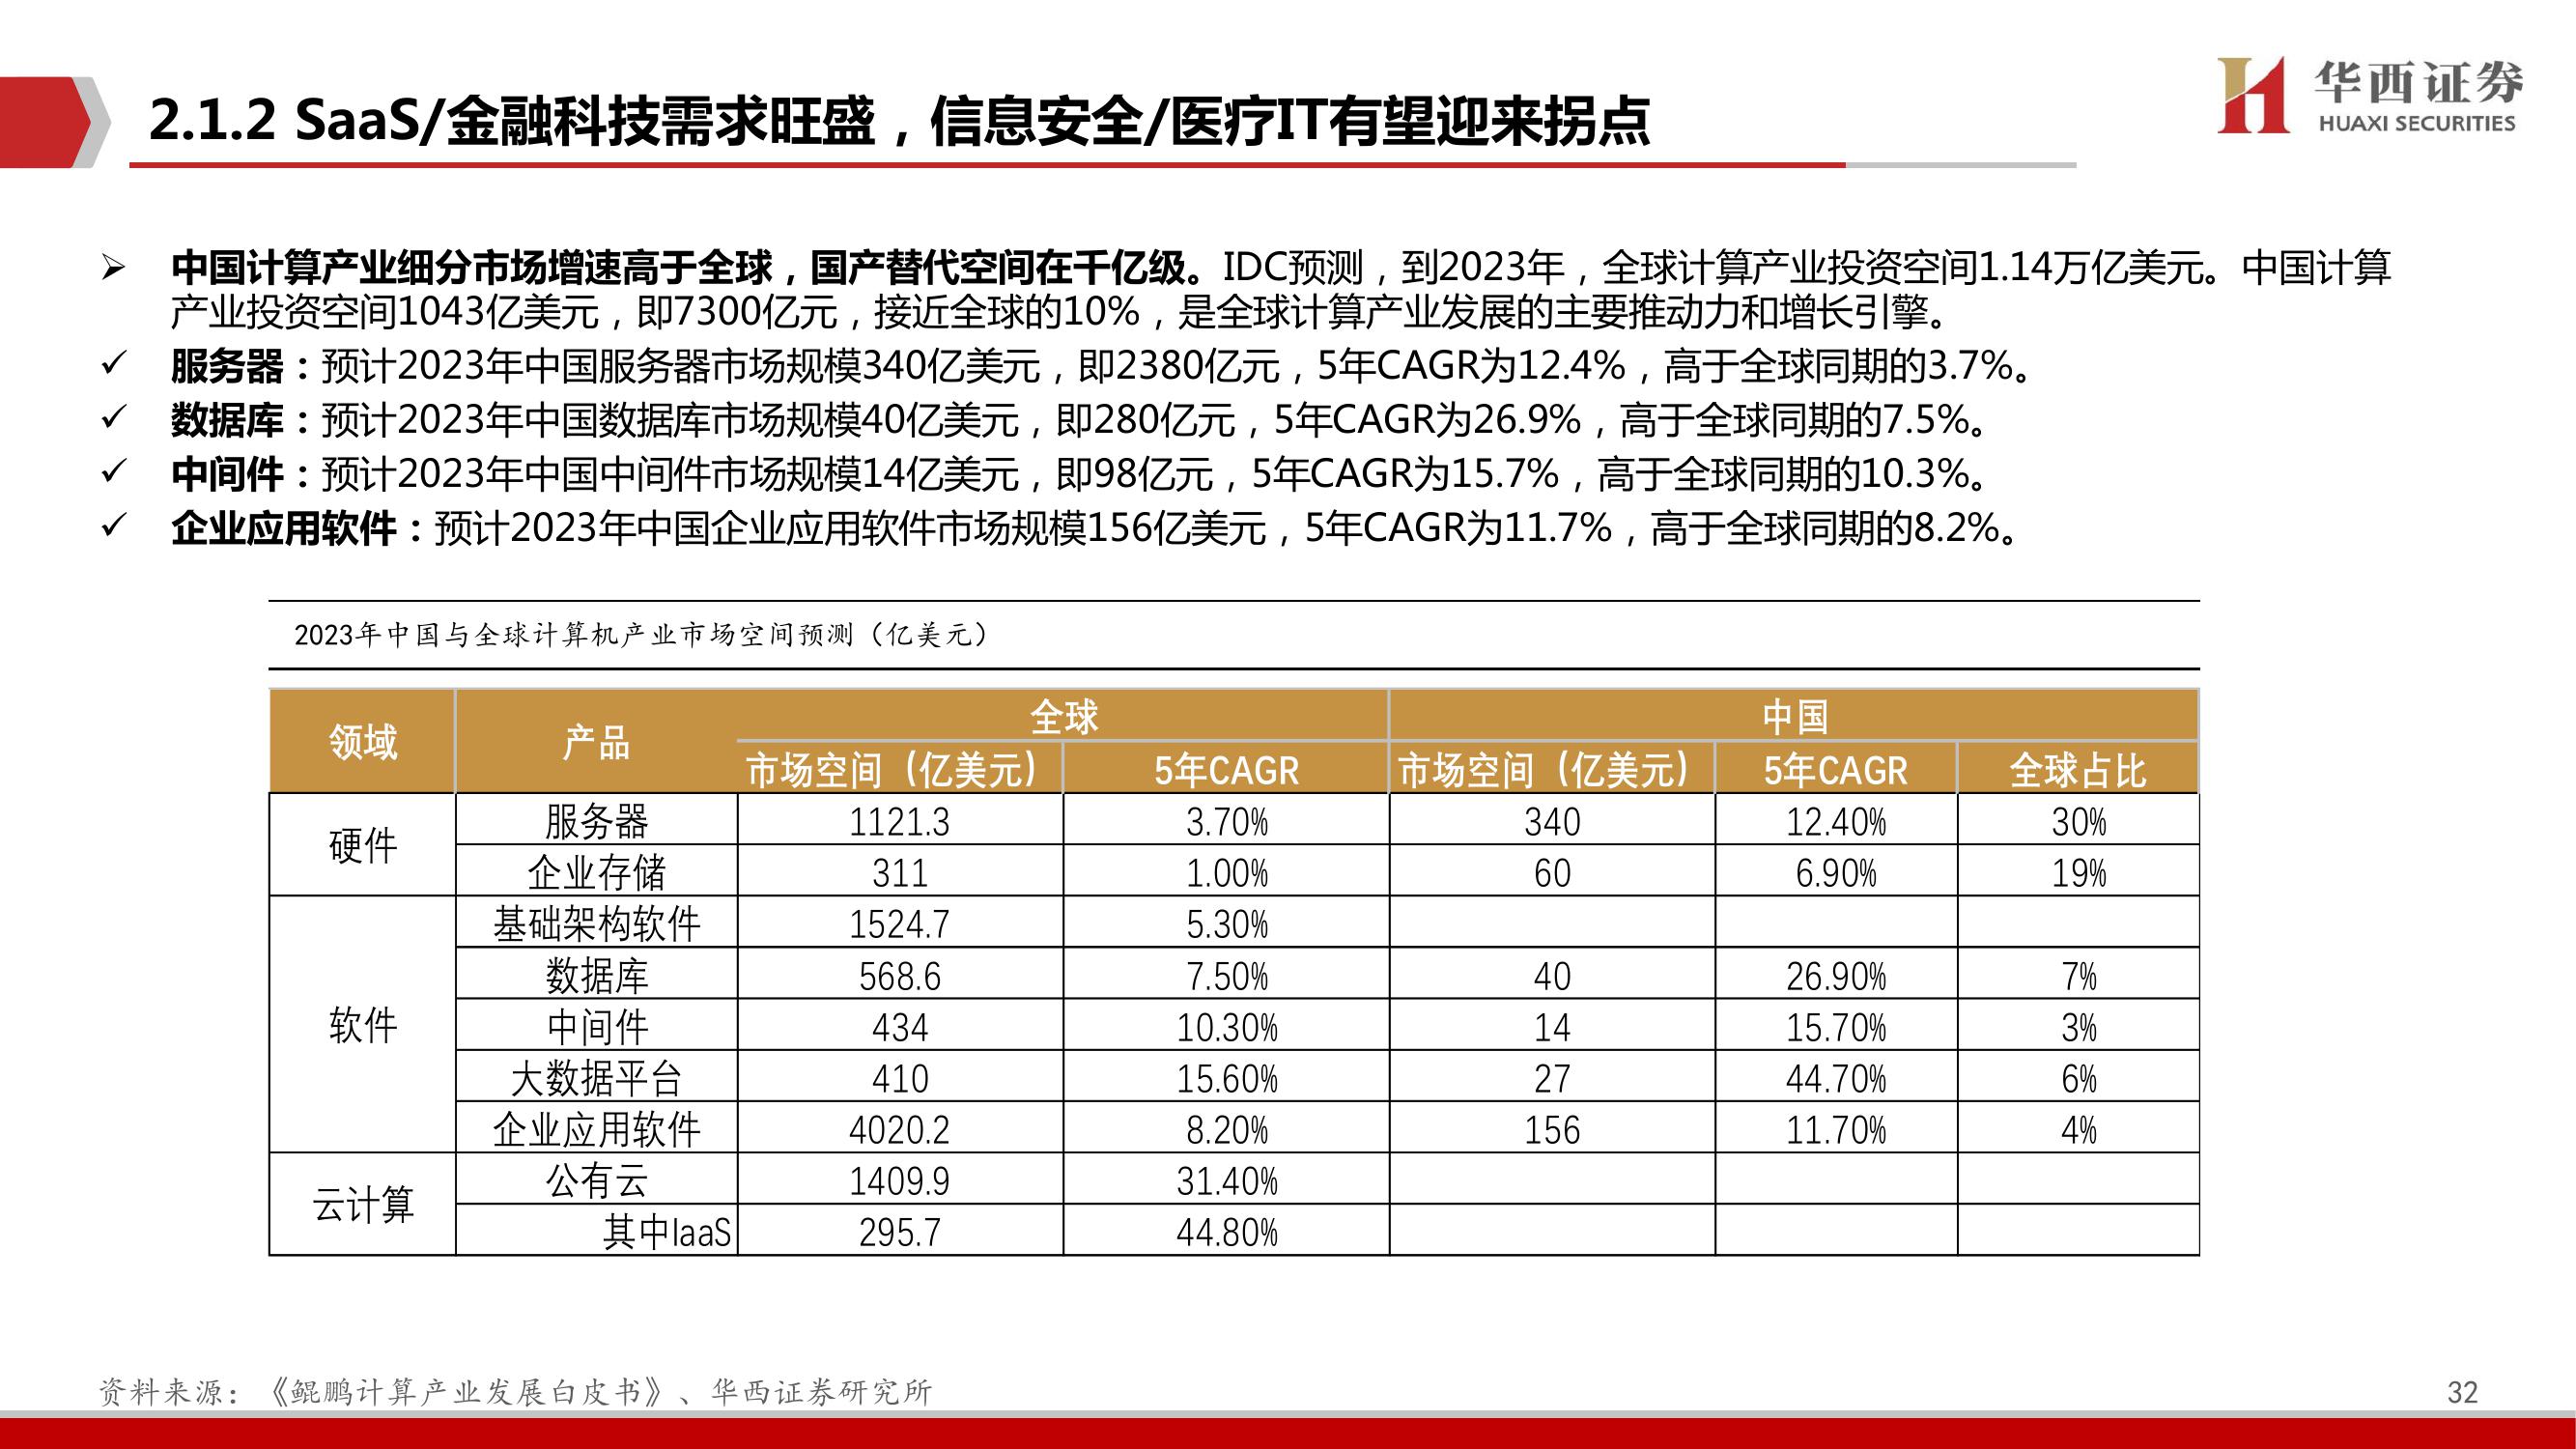 2.1.2 SaaS/金融科技需求旺盛，信息安全/医疗IT有望迎来拐点
华西证券
HUAXI SECURITIES
➢ 中国计算产业细分市场增速高于全球，国产替代空间在千亿级。IDC预测，到2023年，全球计算产业投资空间1.14万亿美元。中国计算
产业投资空间1043亿美元，即7300亿元，接近全球的10%，是全球计算产业发展的主要推动力和增长引擎。
✓ 服务器：预计2023年中国服务器市场规模340亿美元，即2380亿元，5年CAGR为12.4%，高于全球同期的3.7%。
✓ 数据库：预计2023年中国数据库市场规模40亿美元，即280亿元，5年CAGR为26.9%，高于全球同期的7.5%。
✓ 中间件：预计2023年中国中间件市场规模14亿美元，即98亿元，5年CAGR为15.7%，高于全球同期的10.3%。
✓ 企业应用软件：预计2023年中国企业应用软件市场规模156亿美元，5年CAGR为11.7%，高于全球同期的8.2%。
2023年中国与全球计算机产业市场空间预测（亿美元）
领域 产品 全球 中国
市场空间（亿美元） 5年CAGR 市场空间（亿美元） 5年CAGR 全球占比
硬件 服务器 1121.3 3.70% 340 12.40% 30%
企业存储 311 1.00% 60 6.90% 19%
软件 基础架构软件 1524.7 5.30%
数据库 568.6 7.50% 40 26.90% 7%
中间件 434 10.30% 14 15.70% 3%
大数据平台 410 15.60% 27 44.70% 6%
企业应用软件 4020.2 8.20% 156 11.70% 4%
云计算 公有云 1409.9 31.40%
其中IaaS 295.7 44.80%
资料来源：《鲲鹏计算产业发展白皮书》、华西证券研究所
32